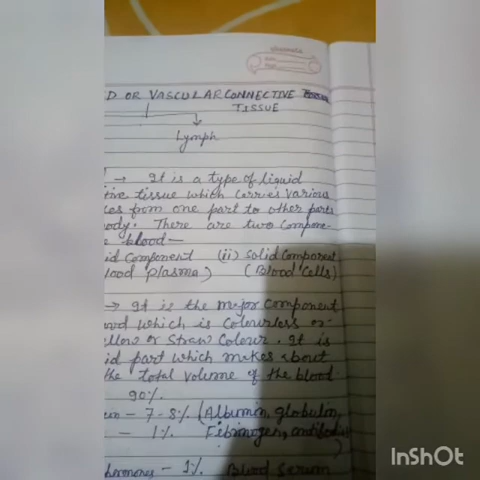 D OR VASCULAR CONNECTIVE
TISSUE
Lymph
→ It is a type of liquid
tive tissue which carries various
ces from one part to other parts
ody. There are two compone-
e blood—
id Component (ii) Solid Component
lood Plasma) (Blood Cells)
→ It is the major component
ood which is colourless or
llow or Straw Colour. It is
id part which makes about
the total volume of the blood.
90%.
ein - 7-8% (Albumin, globulin,
- 1%. Fibrinogen, antibodies
)
hormones - 1% Blood Serum
InShOt